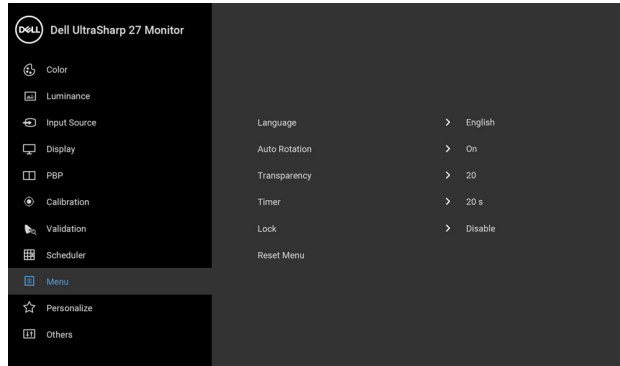 DELL Dell UltraSharp 27 Monitor
Color
Luminance
Input Source
Language English
Display
Auto Rotation On
PBP
Transparency 20
Calibration
Timer 20 s
Validation
Lock Disable
Scheduler
Reset Menu
Menu
Personalize
Others